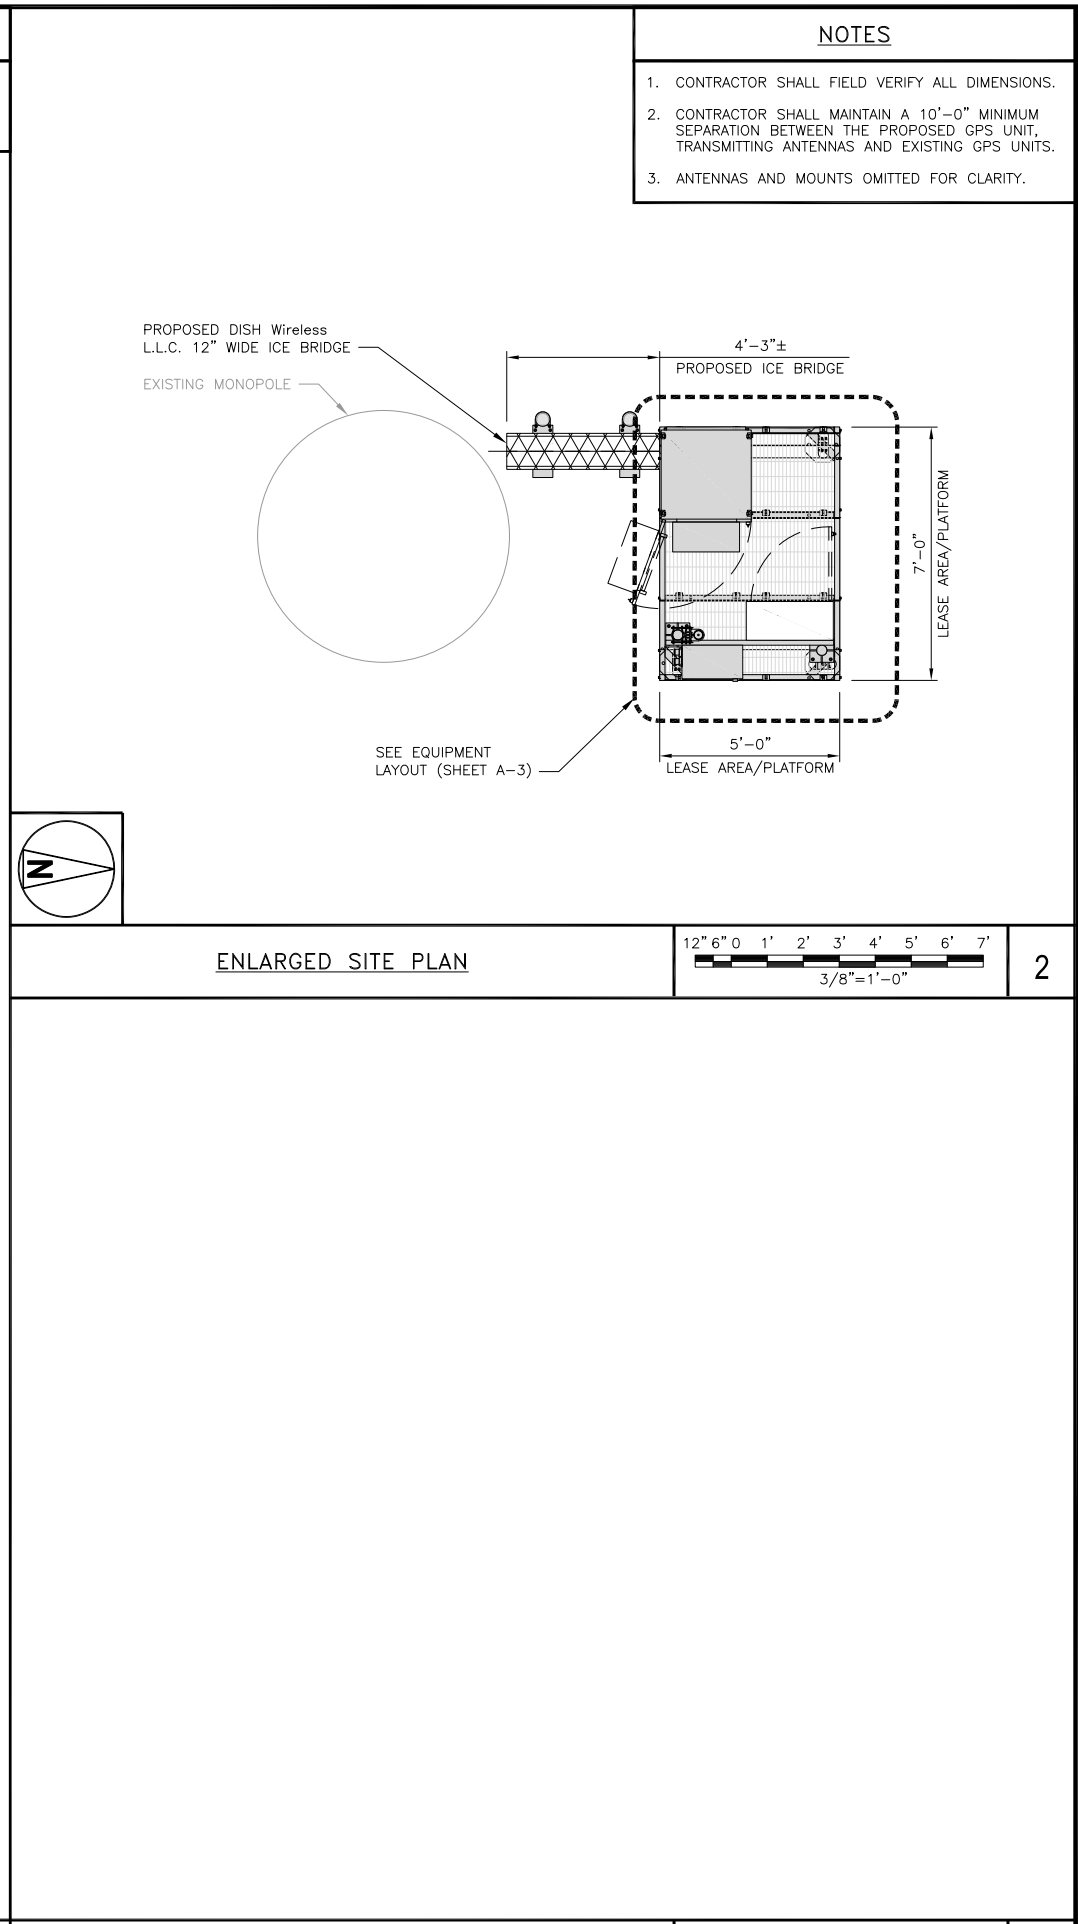 NOTES
1. CONTRACTOR SHALL FIELD VERIFY ALL DIMENSIONS.
2. CONTRACTOR SHALL MAINTAIN A 10'-0" MINIMUM
SEPARATION BETWEEN THE PROPOSED GPS UNIT,
TRANSMITTING ANTENNAS AND EXISTING GPS UNITS.
3. ANTENNAS AND MOUNTS OMITTED FOR CLARITY.
PROPOSED DISH Wireless
L.L.C. 12" WIDE ICE BRIDGE
EXISTING MONOPOLE
4'-3"±
PROPOSED ICE BRIDGE
7'-0"
LEASE AREA/PLATFORM
5'-0"
LEASE AREA/PLATFORM
SEE EQUIPMENT
LAYOUT (SHEET A-3)
N
ENLARGED SITE PLAN
12" 6" 0 1' 2' 3' 4' 5' 6' 7'
3/8"=1'-0"
2